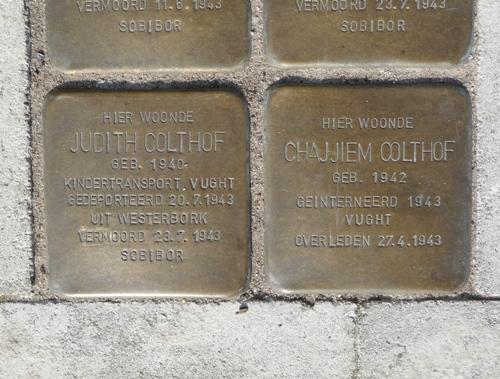 VERMOORD 11.6.1943
SOBIBOR
VERMOORD 23.7.1943
SOBIBOR
HIER WOONDE
JUDITH COLTHOF
GEB. 1940
KINDERTRANSPORT VUGHT
GEDEPORTEERD 20.7.1943
UIT WESTERBORK
VERMOORD 23.7.1943
SOBIBOR
HIER WOONDE
CHAJJIEM COLTHOF
GEB. 1942
GEINTERNEERD 1943
VUGHT
OVERLEDEN 27.4.1943